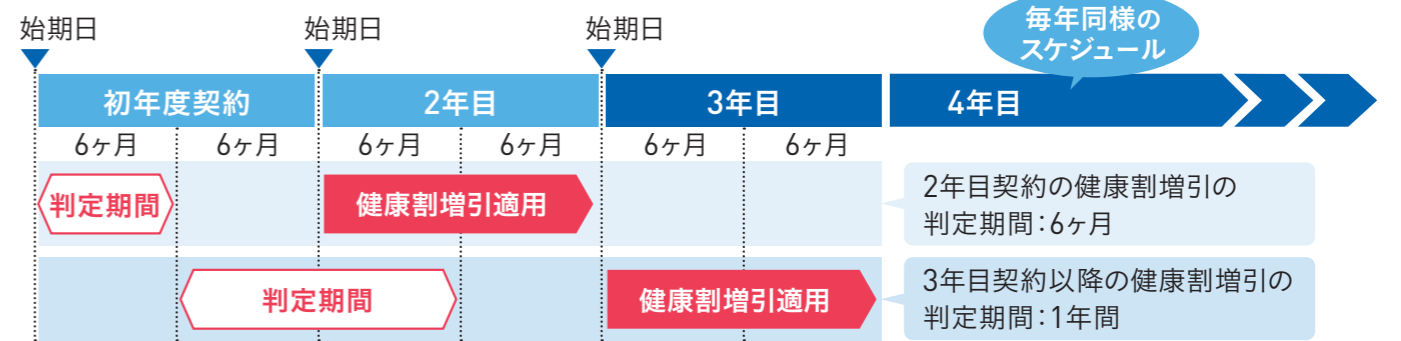 始期日
始期日
始期日
毎年同様の
スケジュール
初年度契約
2年目
3年目
4年目
6ヶ月
6ヶ月
6ヶ月
6ヶ月
6ヶ月
6ヶ月
判定期間
健康割増引適用
2年目契約の健康割増引の
判定期間：6ヶ月
判定期間
健康割増引適用
3年目契約以降の健康割増引の
判定期間：1年間